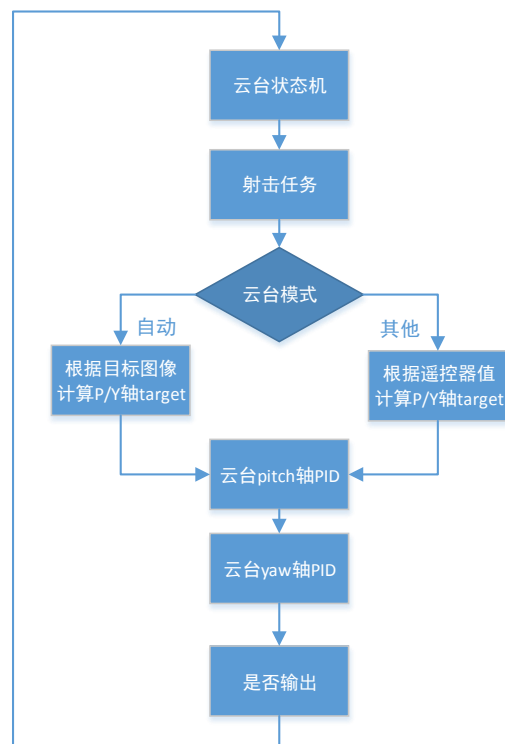 云台状态机
射击任务
云台模式
自动
其他
根据目标图像
计算P/Y轴target
根据遥控器值
计算P/Y轴target
云台pitch轴PID
云台yaw轴PID
是否输出